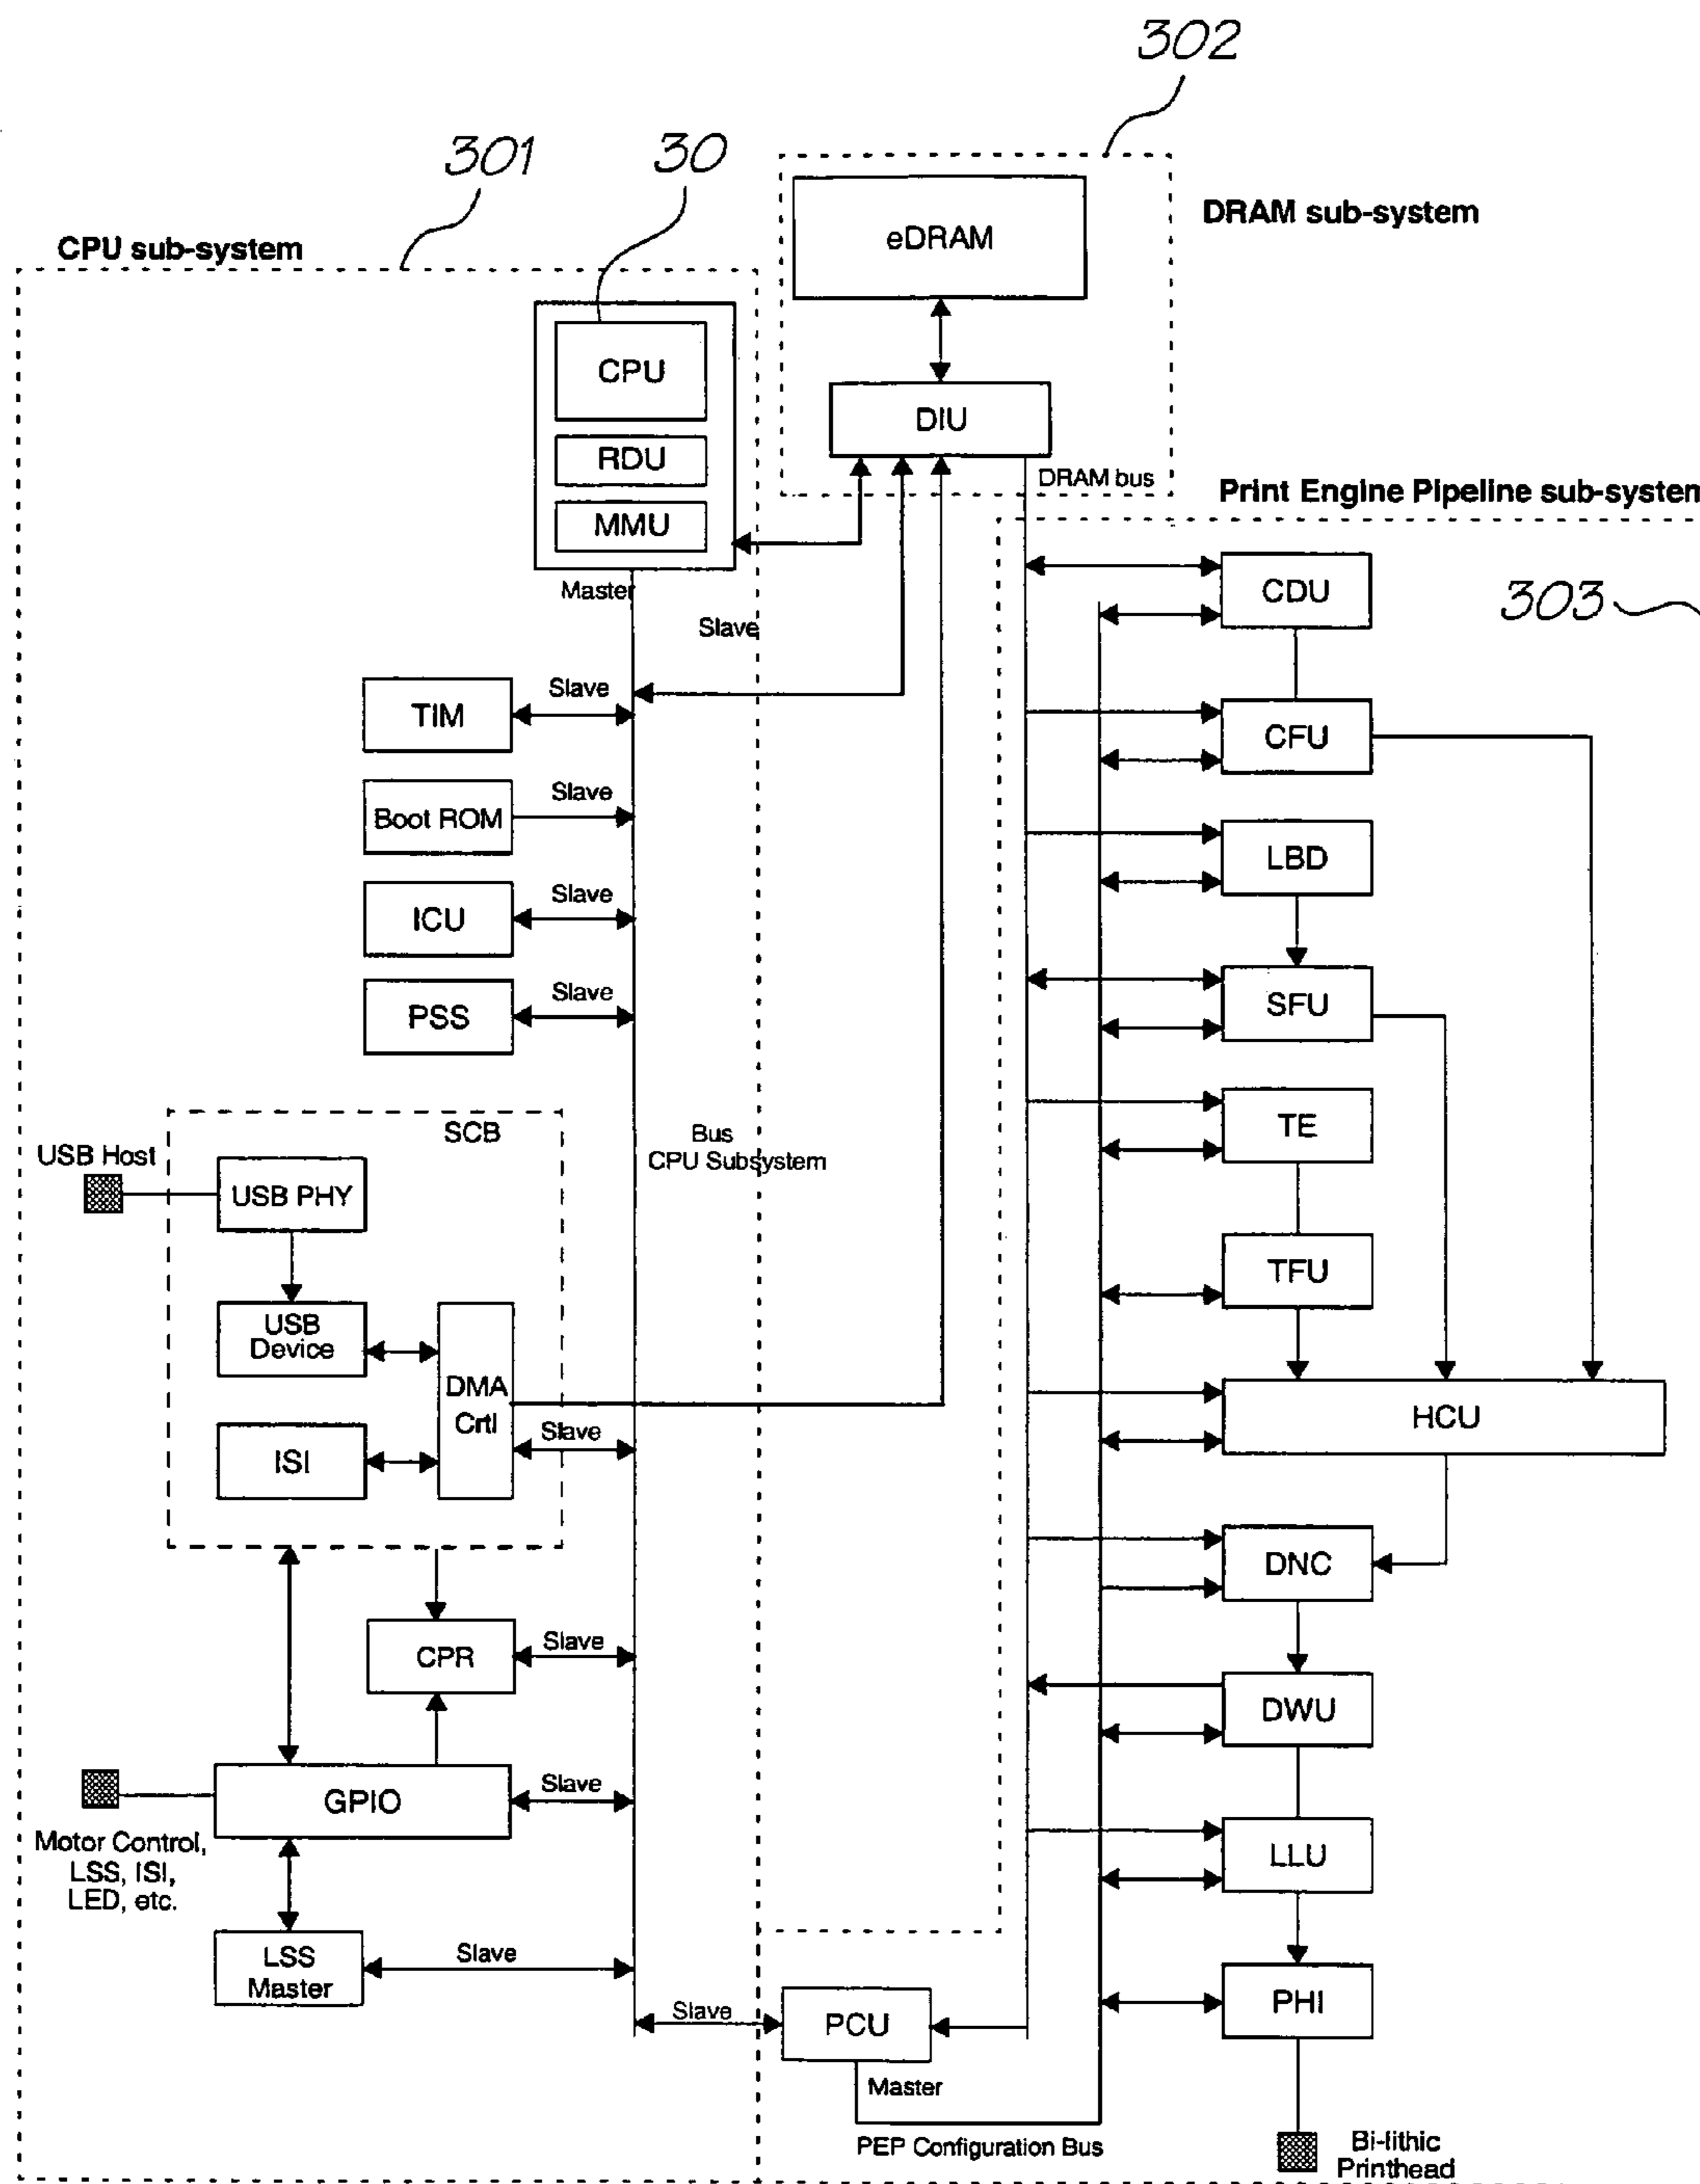 302
301
30
DRAM sub-system
CPU sub-system
eDRAM
CPU
DIU
RDU
DRAM bus
MMU
Print Engine Pipeline sub-system
Master
CDU
303
Slave
TIM
Slave
CFU
Boot ROM
Slave
LBD
ICU
Slave
PSS
Slave
SFU
SCB
TE
Bus
CPU Subsystem
USB Host
USB PHY
TFU
USB
Device
DMA
Crtl
Slave
HCU
ISI
DNC
CPR
Slave
DWU
GPIO
Slave
Motor Control,
LSS, ISI,
LED, etc.
LLU
LSS
Master
Slave
PHI
Slave
PCU
Master
PEP Configuration Bus
Bi-lithic
Printhead